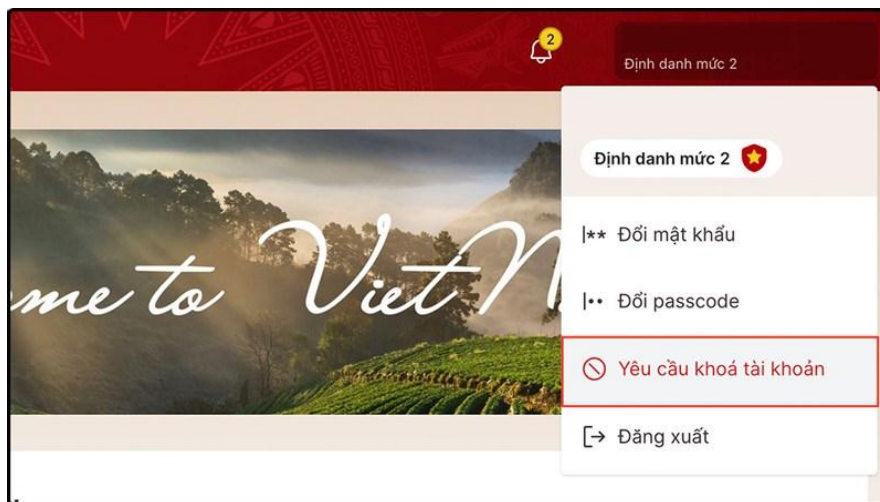 2
Định danh mức 2
Định danh mức 2
|** Đổi mật khẩu
|•• Đổi passcode
Yêu cầu khoá tài khoản
Đăng xuất
me to Viet N